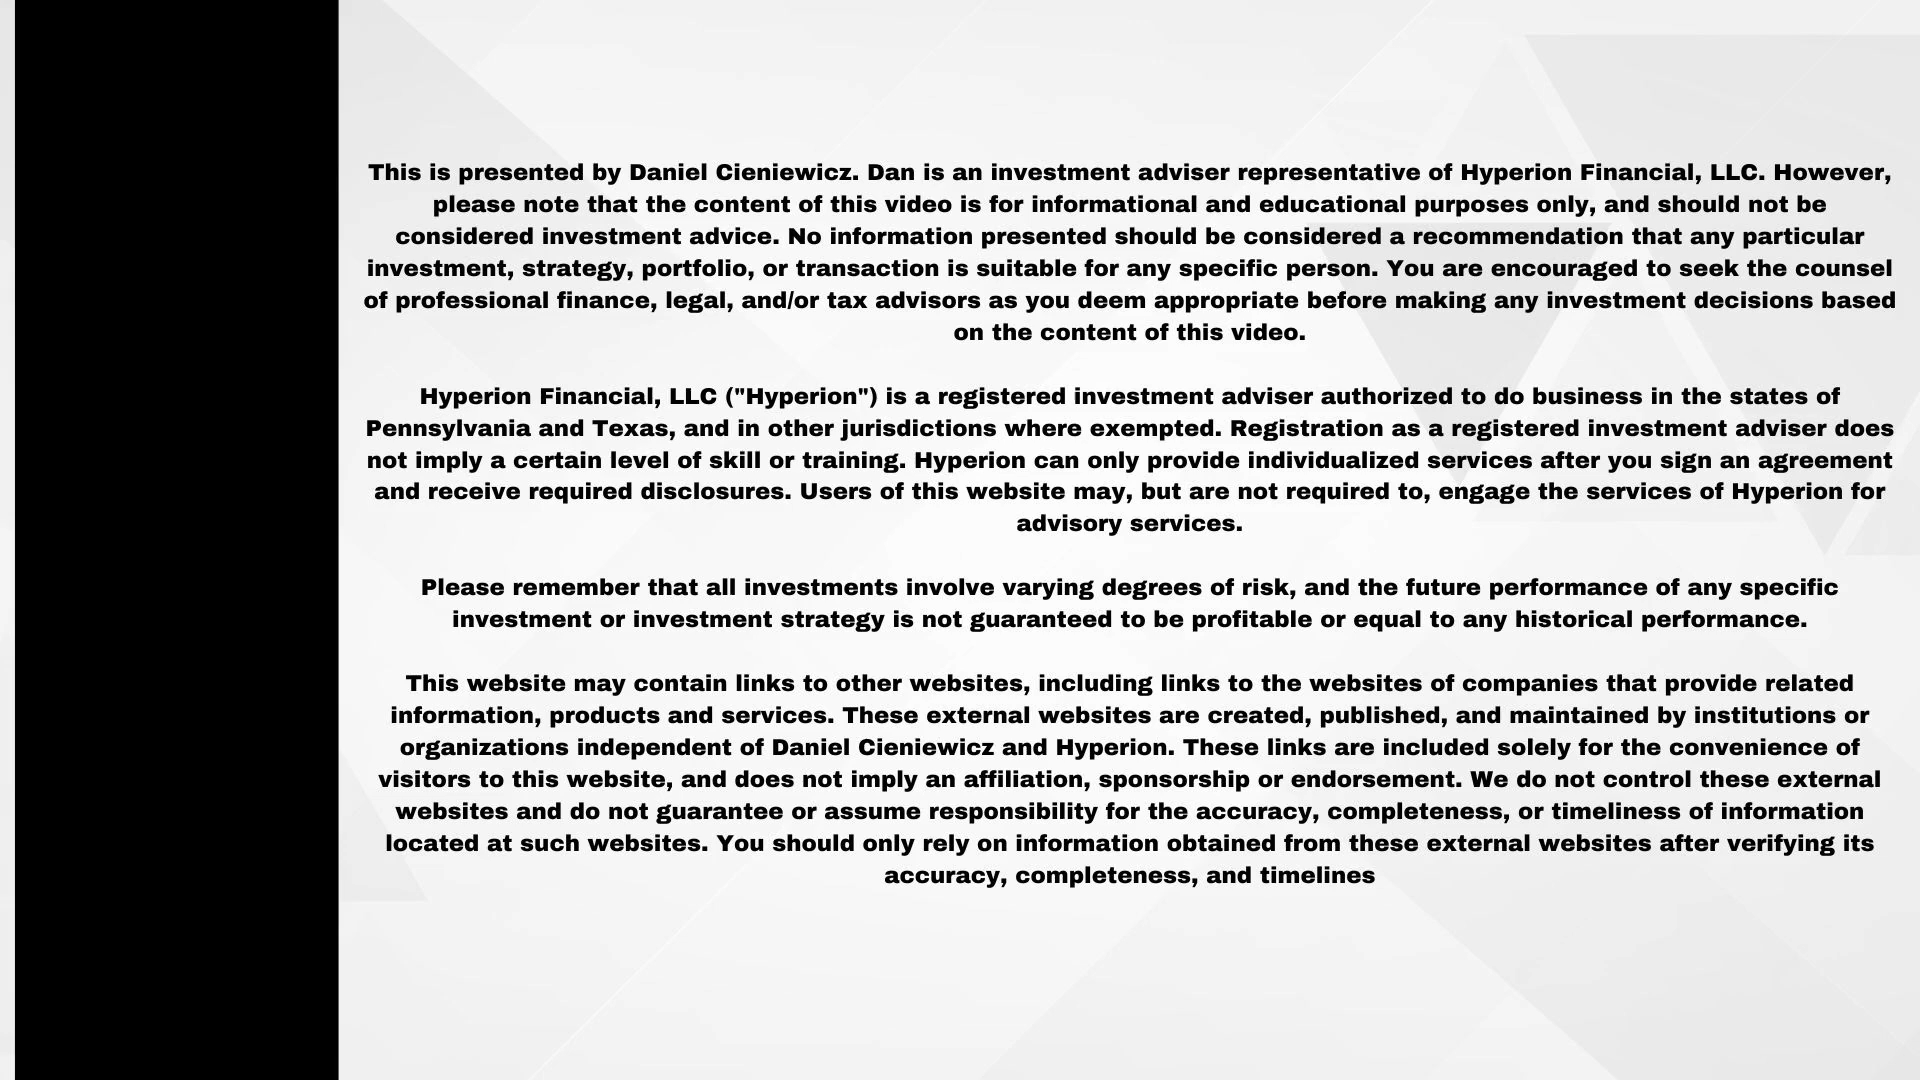 This is presented by Daniel Cieniewicz. Dan is an investment adviser representative of Hyperion Financial, LLC. However,
please note that the content of this video is for informational and educational purposes only, and should not be
considered investment advice. No information presented should be considered a recommendation that any particular
investment, strategy, portfolio, or transaction is suitable for any specific person. You are encouraged to seek the counsel
of professional finance, legal, and/or tax advisors as you deem appropriate before making any investment decisions based
on the content of this video.
Hyperion Financial, LLC ("Hyperion") is a registered investment adviser authorized to do business in the states of
Pennsylvania and Texas, and in other jurisdictions where exempted. Registration as a registered investment adviser does
not imply a certain level of skill or training. Hyperion can only provide individualized services after you sign an agreement
and receive required disclosures. Users of this website may, but are not required to, engage the services of Hyperion for
advisory services.
Please remember that all investments involve varying degrees of risk, and the future performance of any specific
investment or investment strategy is not guaranteed to be profitable or equal to any historical performance.
This website may contain links to other websites, including links to the websites of companies that provide related
information, products and services. These external websites are created, published, and maintained by institutions or
organizations independent of Daniel Cieniewicz and Hyperion. These links are included solely for the convenience of
visitors to this website, and does not imply an affiliation, sponsorship or endorsement. We do not control these external
websites and do not guarantee or assume responsibility for the accuracy, completeness, or timeliness of information
located at such websites. You should only rely on information obtained from these external websites after verifying its
accuracy, completeness, and timelines